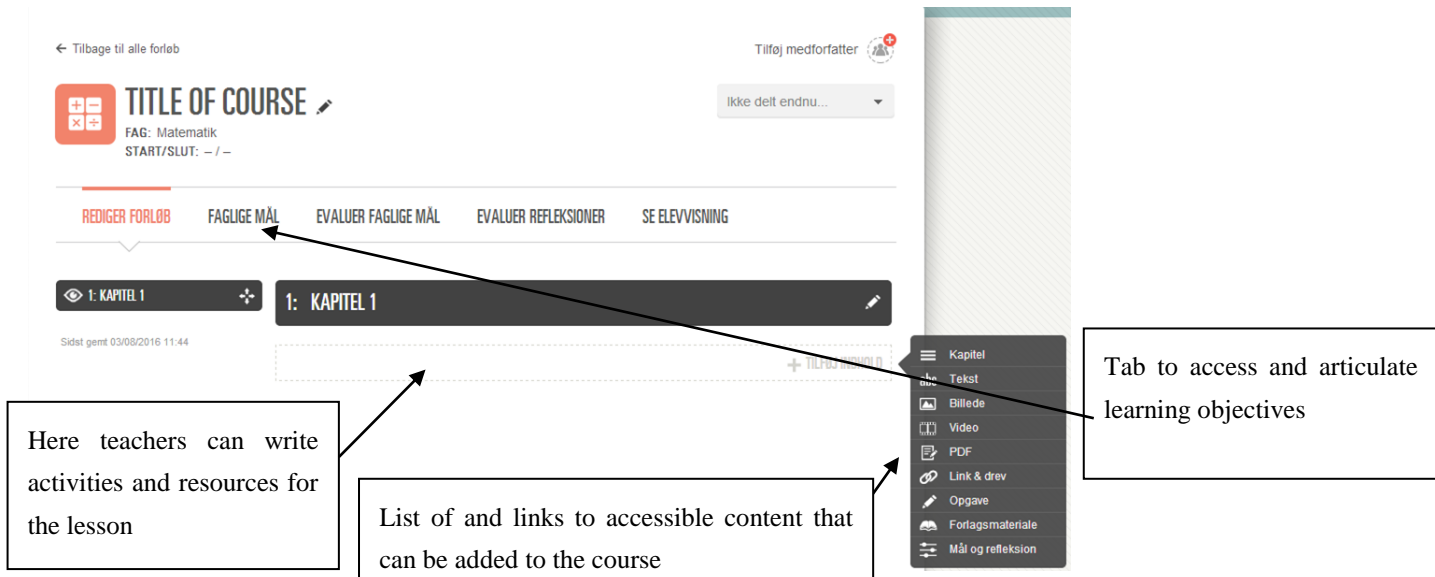 ← Tilbage til alle forløb
Tilføj medforfatter
TITLE OF COURSE
Ikke delt endnu...
FAG: Matematik
START/SLUT: – / –
REDIGER FORLØB FAGLIGE MÅL EVALUER FAGLIGE MÅL EVALUER REFLEKSIONER SE ELEVVISNING
1: KAPITEL 1
1: KAPITEL 1
Sidst gemt 03/08/2016 11:44
+ TILFØJ INDHOLD
Kapitel
abc Tekst
Billede
Video
PDF
Link & drev
Opgave
Forlagsmateriale
Mål og refleksion
Tab to access and articulate
learning objectives
Here teachers can write
activities and resources for
the lesson
List of and links to accessible content that
can be added to the course